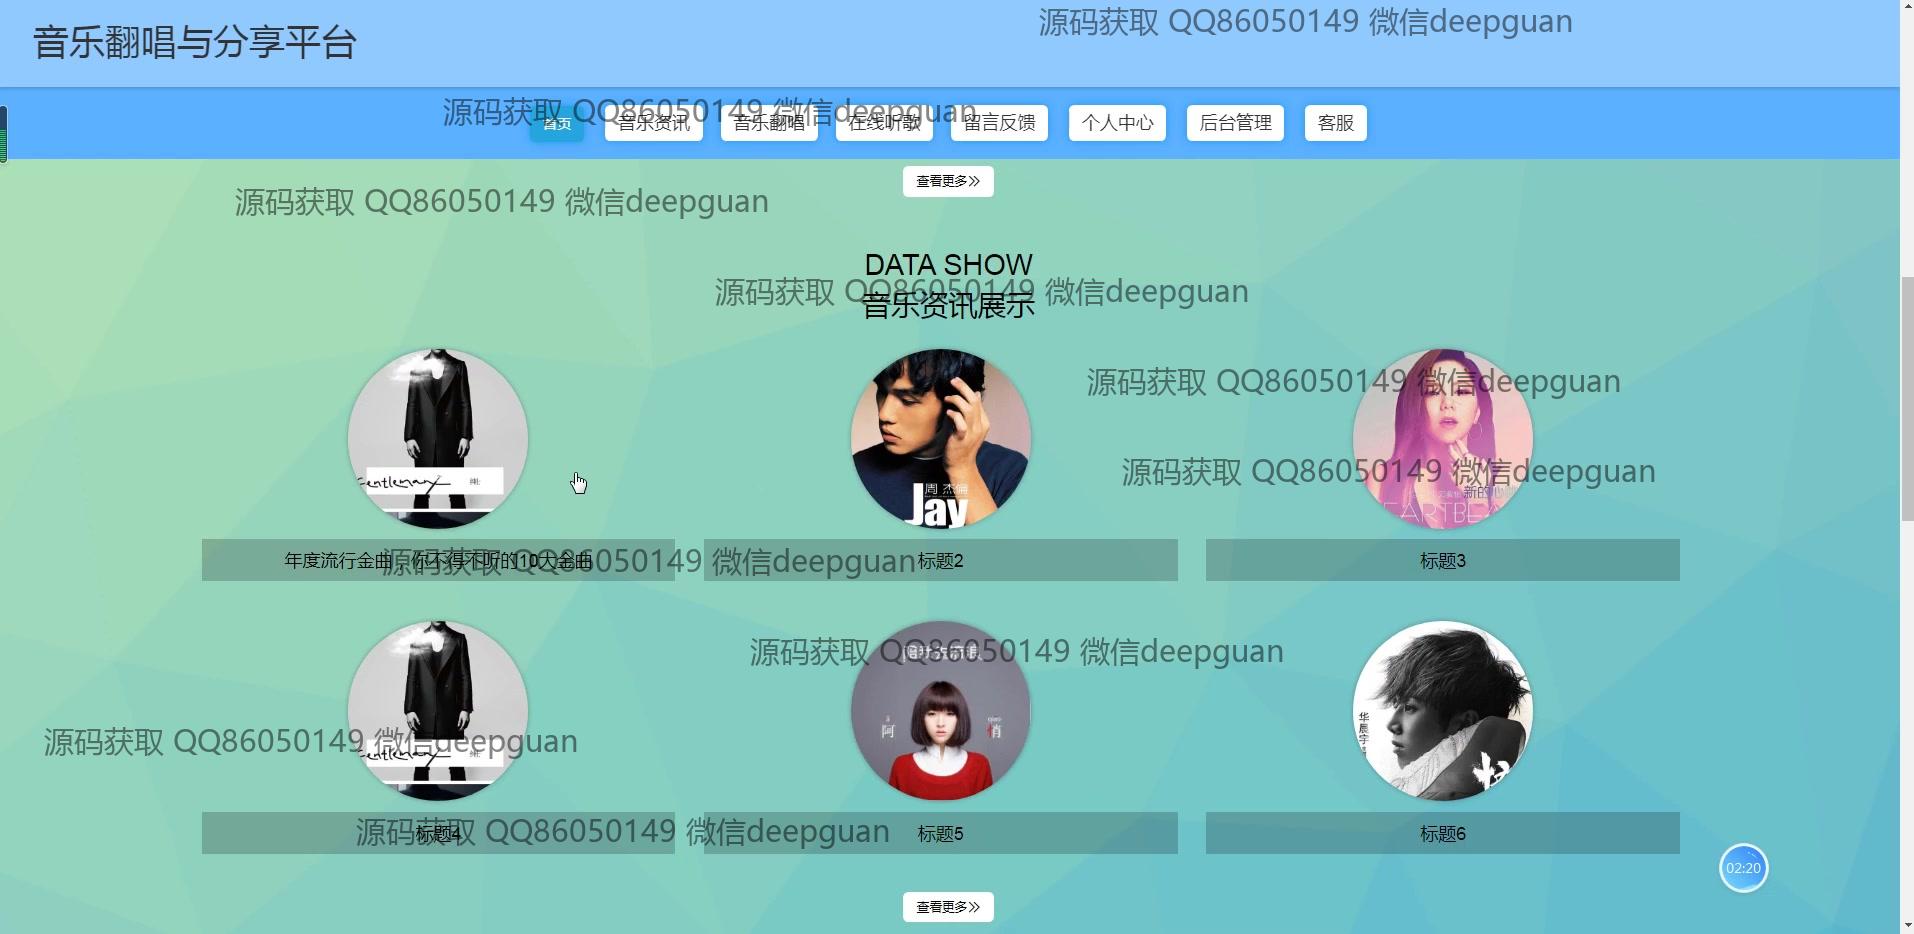 音乐翻唱与分享平台
源码获取 QQ86050149 微信deepguan
源码获取 QQ86050149 微信deepguan
首页
音乐资讯
音乐翻唱
在线听歌
留言反馈
个人中心
后台管理
客服
查看更多
源码获取 QQ86050149 微信deepguan
DATA SHOW
源码获取 QQ86050149 微信deepguan
音乐资讯展示
源码获取 QQ86050149 微信deepguan
源码获取 QQ86050149 微信deepguan
Gentleman
周 杰倫
Jay
新的心跳
年度流行金曲,你不得不听的10大金曲
源码获取 QQ86050149 微信deepguan
标题2
标题3
源码获取 QQ86050149 微信deepguan
阿
悄
华晨宇
源码获取 QQ86050149 微信deepguan
Gentleman
标题4
源码获取 QQ86050149 微信deepguan
标题5
标题6
02:20
查看更多